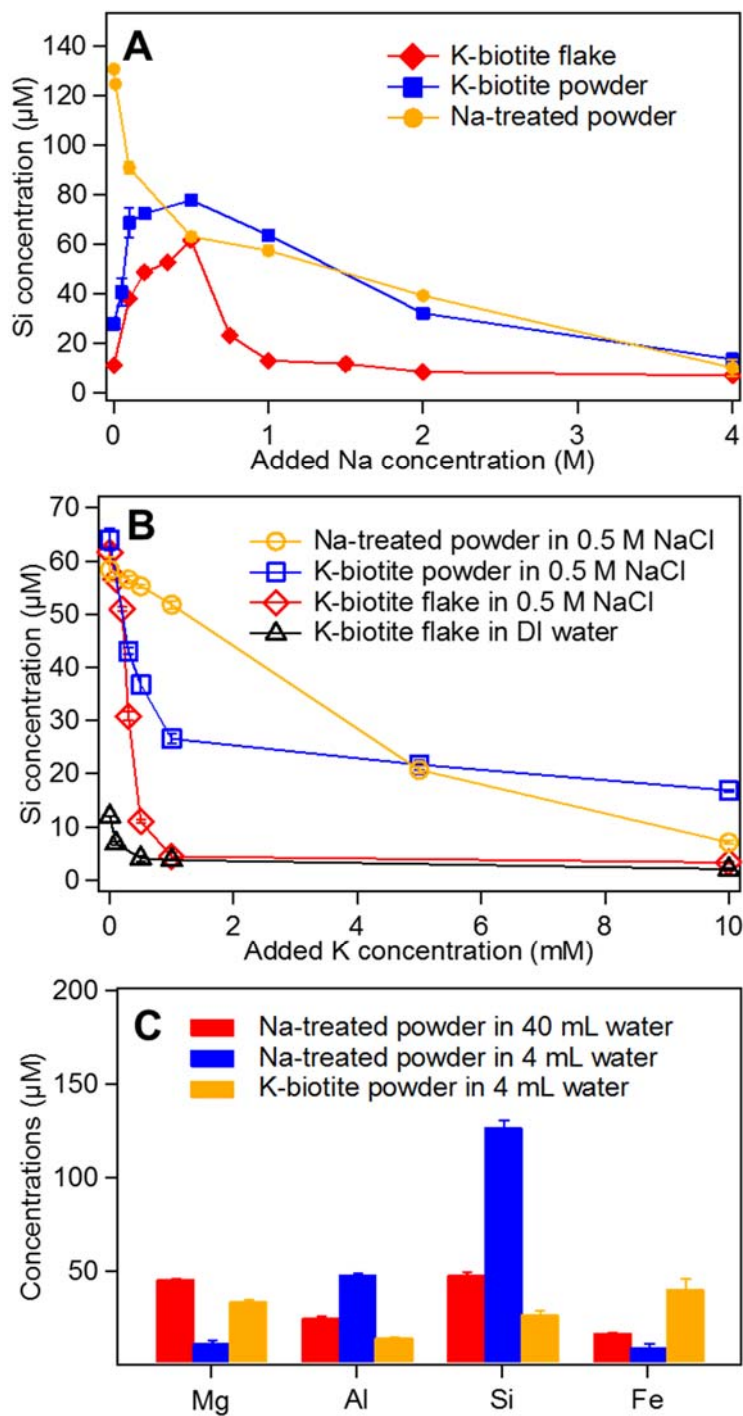 A
K-biotite flake
K-biotite powder
Na-treated powder
Si concentration (µM)
140
120
100
80
60
40
20
0
0 1 2 3 4
Added Na concentration (M)
B
Na-treated powder in 0.5 M NaCl
K-biotite powder in 0.5 M NaCl
K-biotite flake in 0.5 M NaCl
K-biotite flake in DI water
Si concentration (µM)
70
60
50
40
30
20
10
0
0 2 4 6 8 10
Added K concentration (mM)
C
Na-treated powder in 40 mL water
Na-treated powder in 4 mL water
K-biotite powder in 4 mL water
Concentrations (µM)
200
150
100
50
Mg Al Si Fe